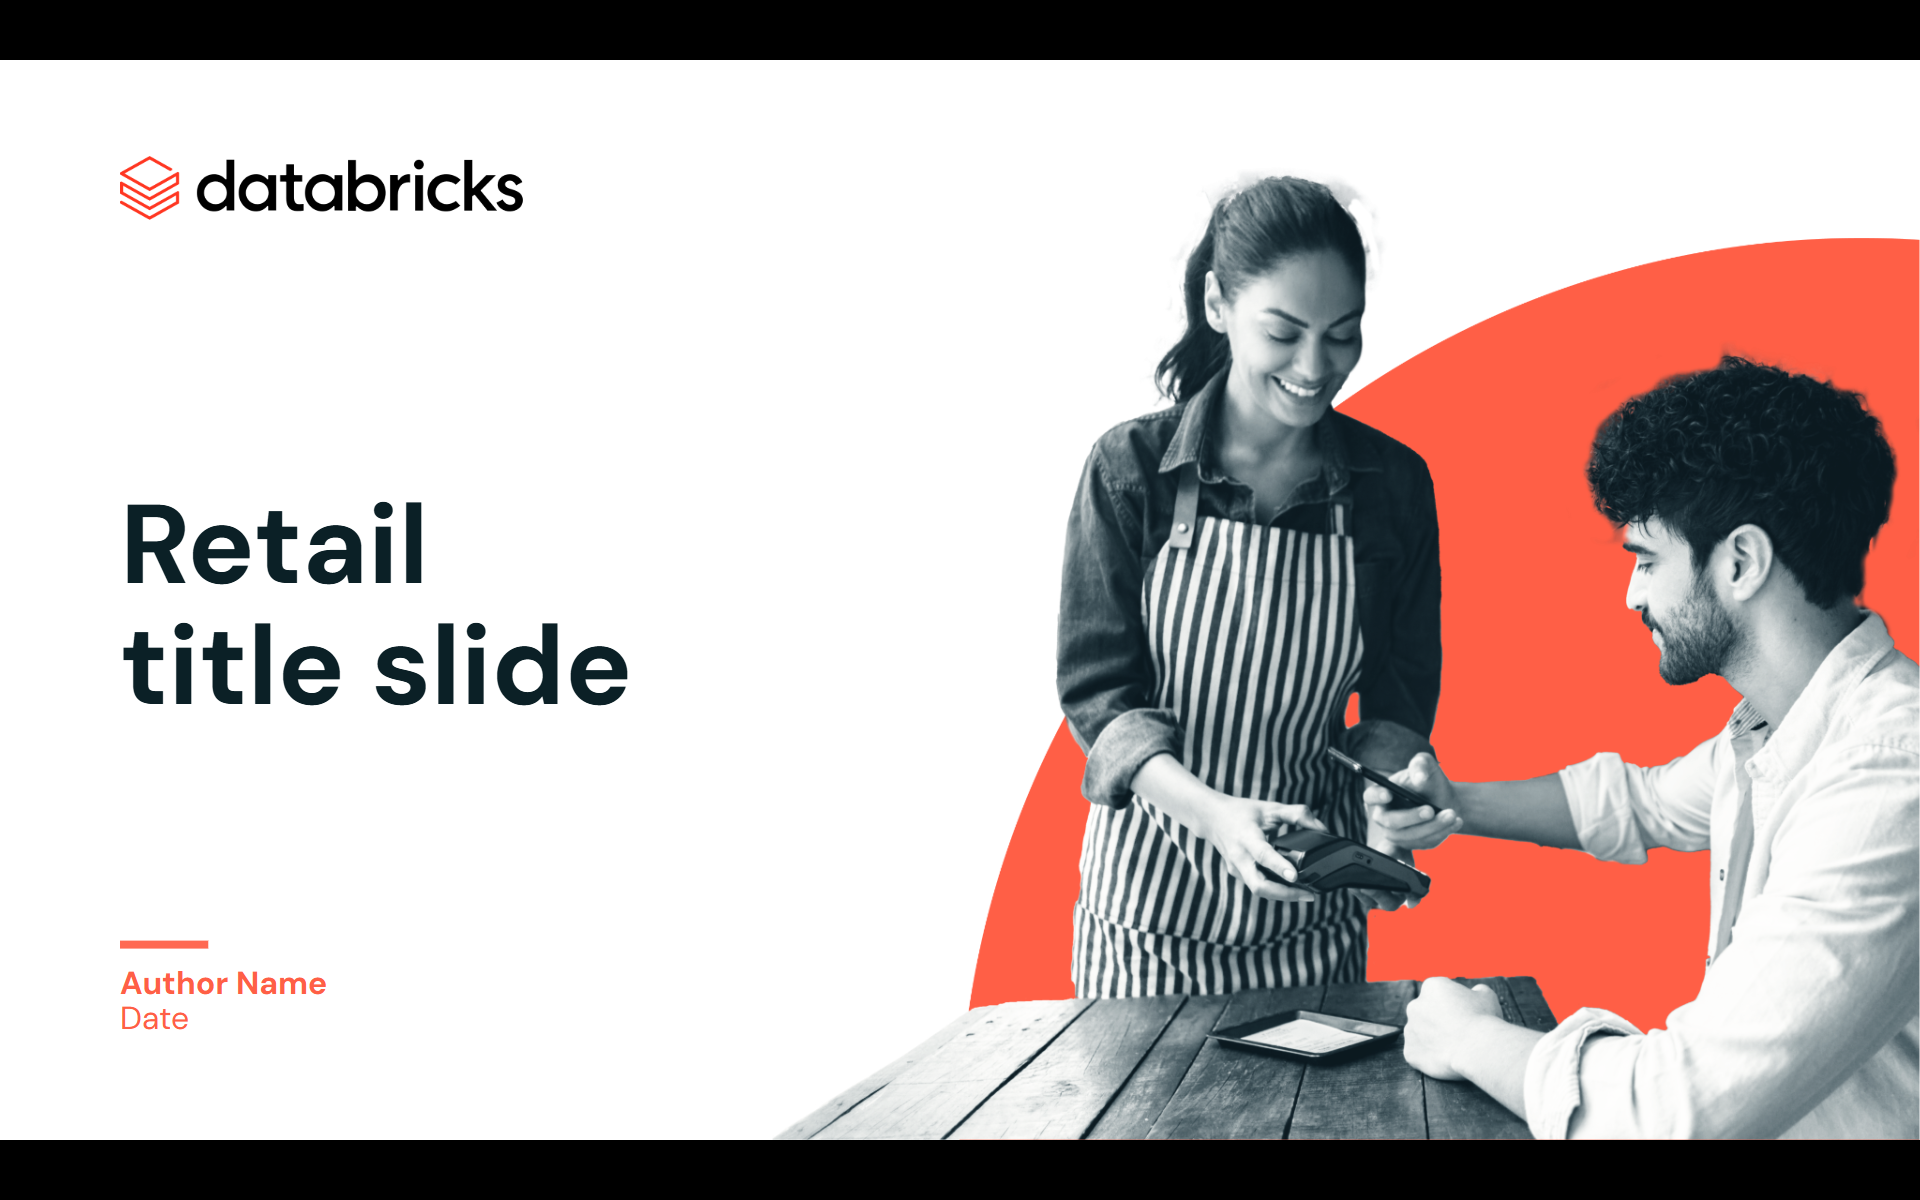 databricks
Retail
title slide
Author Name
Date